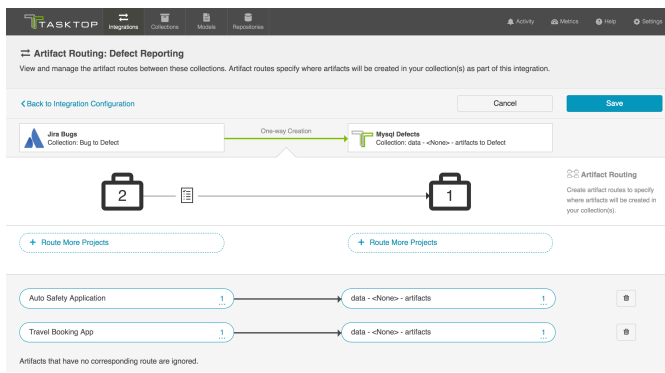 TASKTOP
Integrations
Collections
Models
Repositories
Activity
Metrics
Help
Settings
Artifact Routing: Defect Reporting
View and manage the artifact routes between these collections. Artifact routes specify where artifacts will be created in your collection(s) as part of this integration.
Back to Integration Configuration
Cancel
Save
Jira Bugs
Collection: Bug to Defect
One-way Creation
Mysql Defects
Collection: data - <None> - artifacts to Defect
2
1
Artifact Routing
Create artifact routes to specify
where artifacts will be created in
your collection(s).
+ Route More Projects
+ Route More Projects
Auto Safety Application 1
data - <None> - artifacts 1
Travel Booking App 1
data - <None> - artifacts 1
Artifacts that have no corresponding route are ignored.